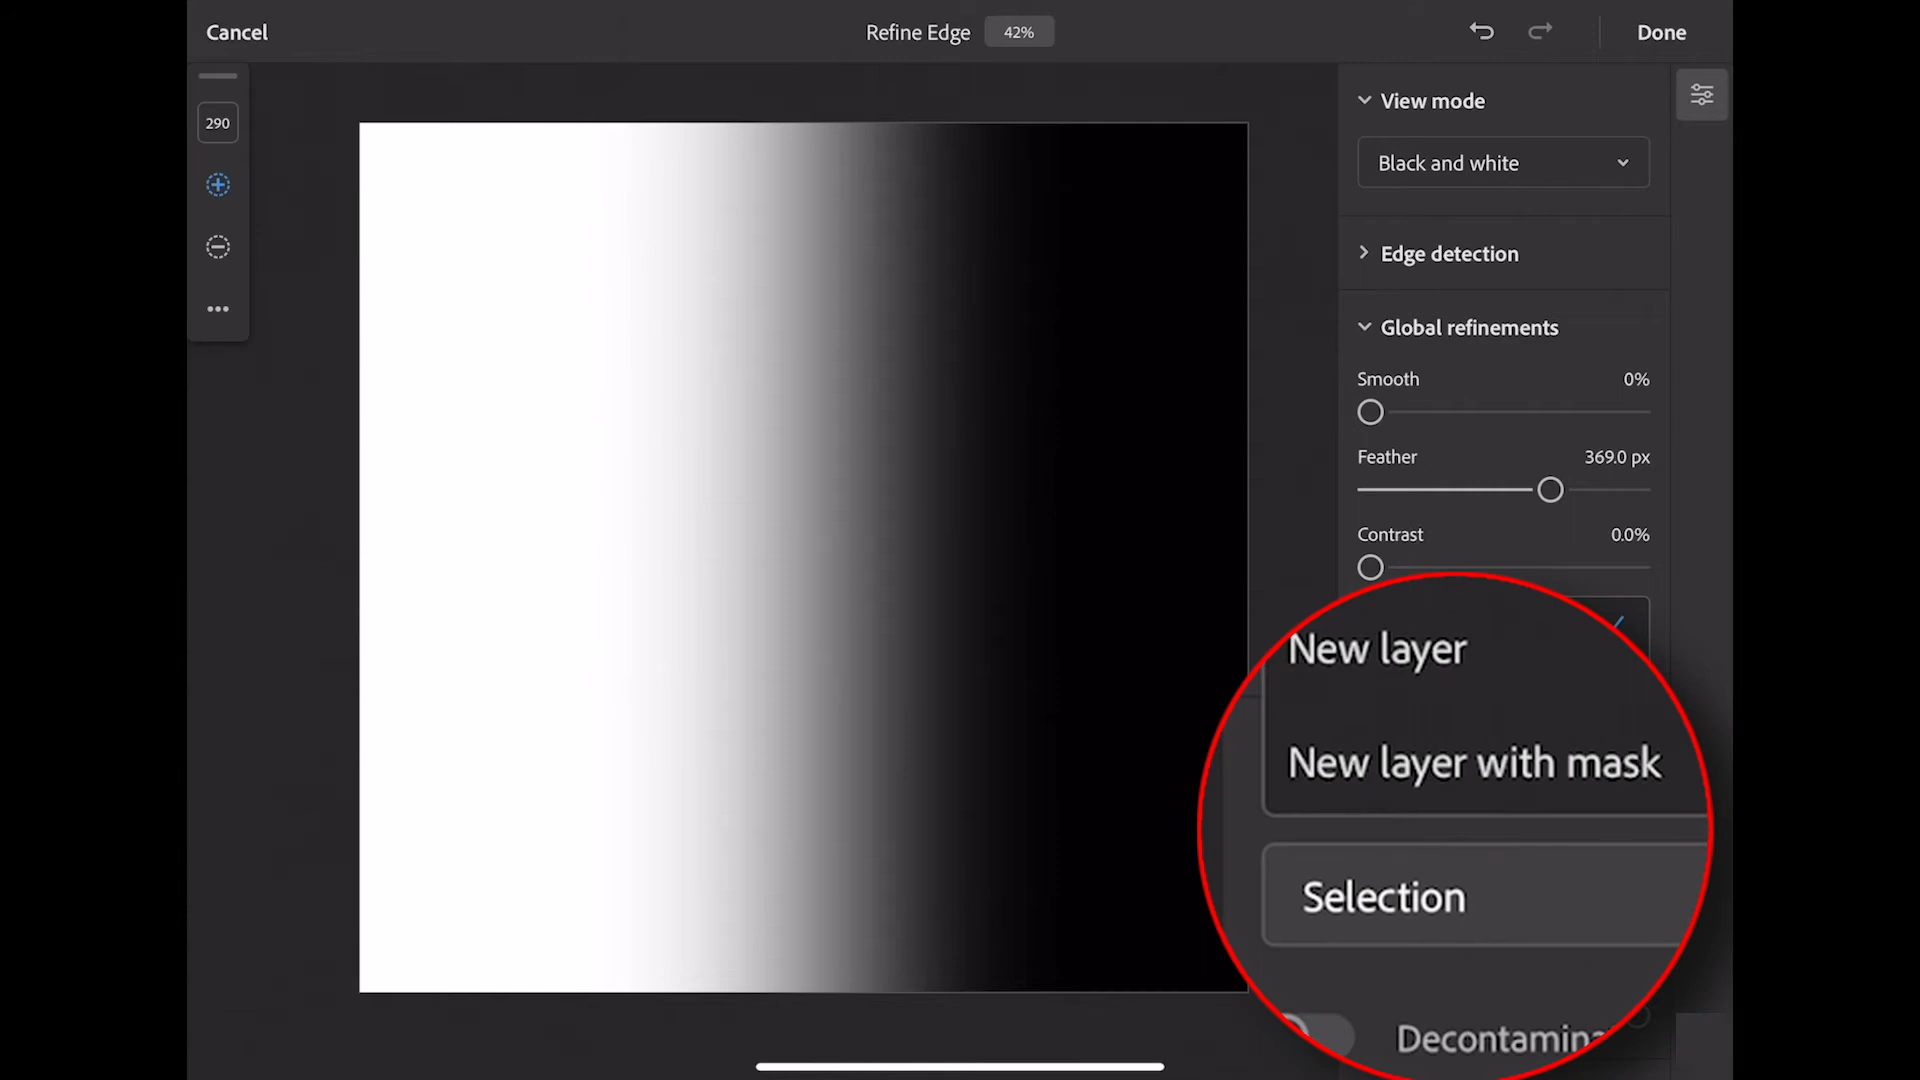 Cancel
Refine Edge 42%
Done
290
View mode
Black and white
Edge detection
Global refinements
Smooth 0%
Feather 369.0 px
Contrast 0.0%
New layer
New layer with mask
Selection